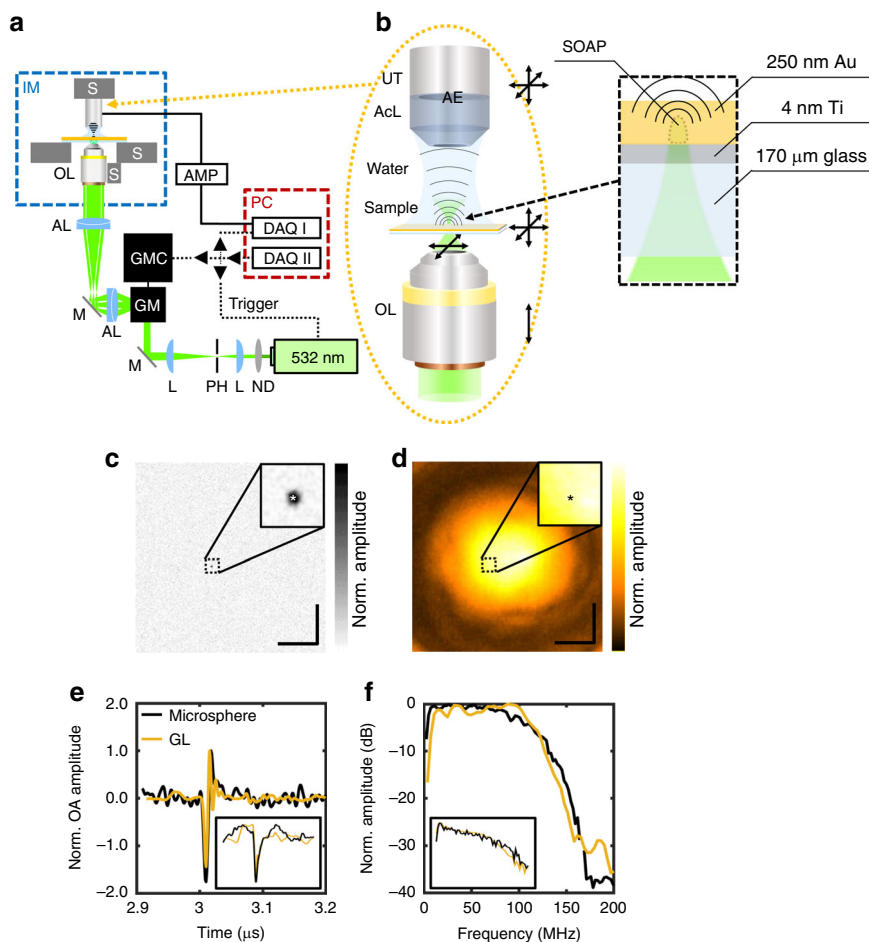 a
IM
S
S
S
OL
AMP
PC
DAQ I
DAQ II
AL
GMC
GM
Trigger
M
AL
M
L
PH
L
ND
532 nm
b
UT
AE
AcL
Water
Sample
OL
SOAP
250 nm Au
4 nm Ti
170 μm glass
c
*
Norm. amplitude
d
*
Norm. amplitude
e
Norm. OA amplitude
2.0
1.0
0.0
−1.0
−2.0
Microsphere
GL
2.9
3
3.1
3.2
Time (μs)
f
Norm. amplitude (dB)
0
−10
−20
−30
−40
0
50
100
150
200
Frequency (MHz)